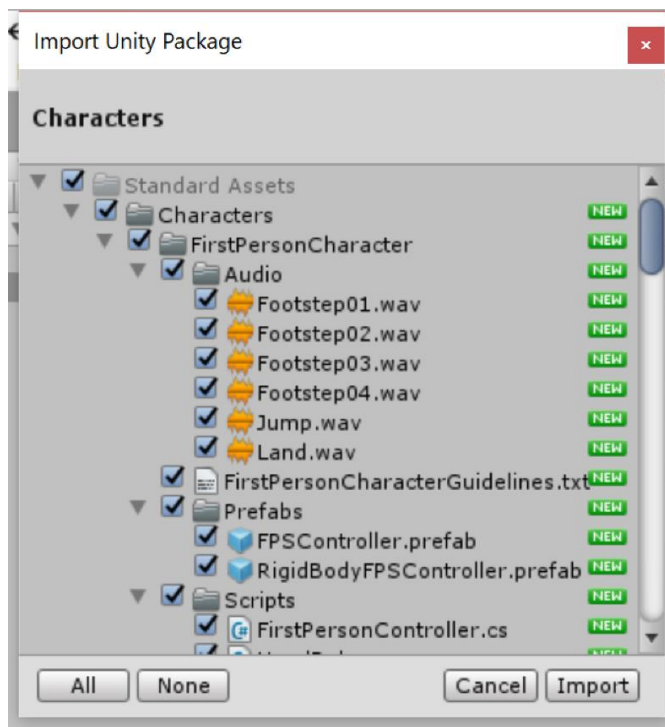 Import Unity Package
x
Characters
Standard Assets
Characters NEW
FirstPersonCharacter NEW
Audio NEW
Footstep01.wav NEW
Footstep02.wav NEW
Footstep03.wav NEW
Footstep04.wav NEW
Jump.wav NEW
Land.wav NEW
FirstPersonCharacterGuidelines.txt NEW
Prefabs NEW
FPSController.prefab NEW
RigidBodyFPSController.prefab NEW
Scripts NEW
C# FirstPersonController.cs NEW
All None Cancel Import